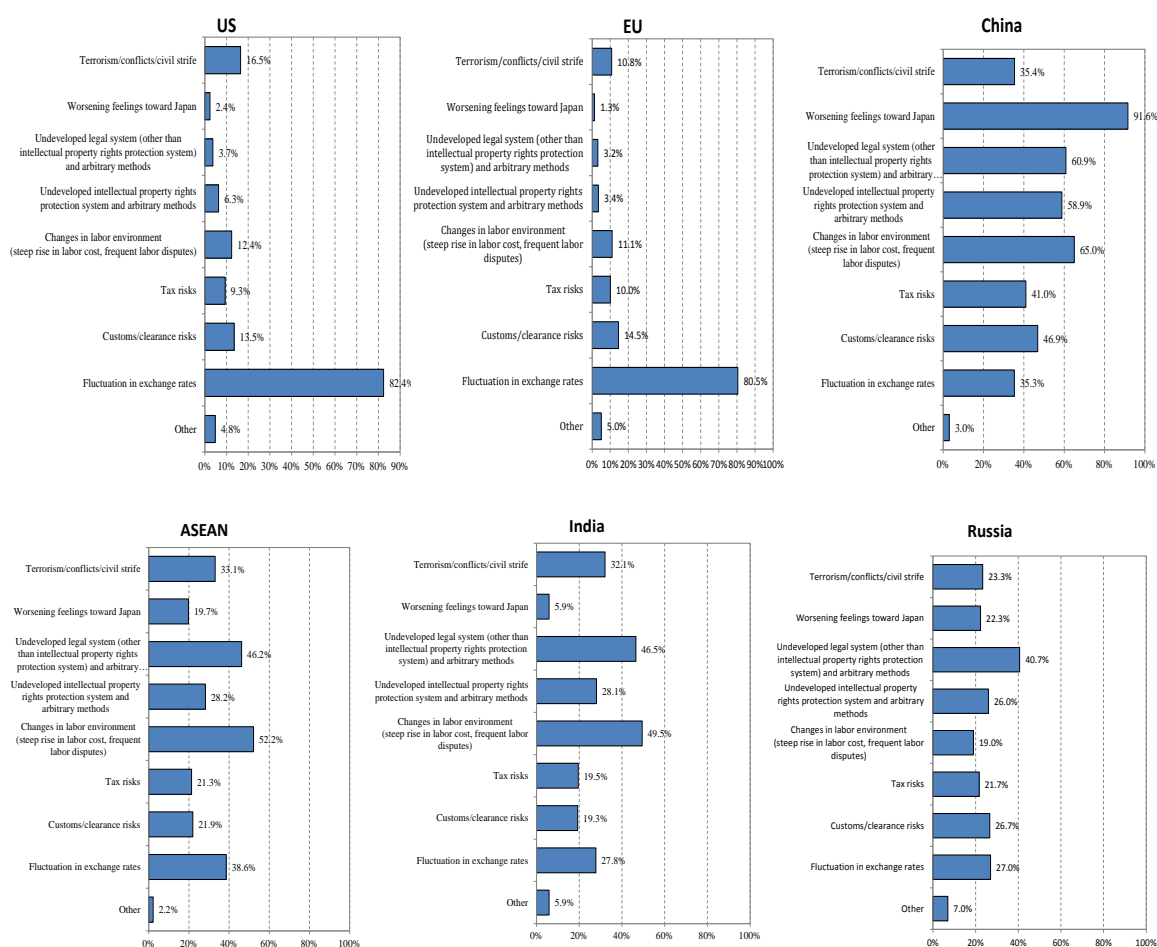 US
Terrorism/conflicts/civil strife
16.5%
Worsening feelings toward Japan
2.4%
Undeveloped legal system (other than
intellectual property rights protection system)
and arbitrary methods
3.7%
Undeveloped intellectual property rights
protection system and arbitrary methods
6.3%
Changes in labor environment
(steep rise in labor cost, frequent labor disputes)
12.4%
Tax risks
9.3%
Customs/clearance risks
13.5%
Fluctuation in exchange rates
82.4%
Other
4.8%
0% 10% 20% 30% 40% 50% 60% 70% 80% 90%
EU
Terrorism/conflicts/civil strife
10.8%
Worsening feelings toward Japan
1.3%
Undeveloped legal system (other than
intellectual property rights protection
system) and arbitrary methods
3.2%
Undeveloped intellectual property rights
protection system and arbitrary methods
3.4%
Changes in labor environment
(steep rise in labor cost, frequent labor
disputes)
11.1%
Tax risks
10.0%
Customs/clearance risks
14.5%
Fluctuation in exchange rates
80.5%
Other
5.0%
0% 10% 20% 30% 40% 50% 60% 70% 80% 90% 100%
China
Terrorism/conflicts/civil strife
35.4%
Worsening feelings toward Japan
91.6%
Undeveloped legal system (other
than intellectual property rights
protection system) and arbitrary…
60.9%
Undeveloped intellectual property
rights protection system and
arbitrary methods
58.9%
Changes in labor environment
(steep rise in labor cost, frequent
labor disputes)
65.0%
Tax risks
41.0%
Customs/clearance risks
46.9%
Fluctuation in exchange rates
35.3%
Other
3.0%
0% 20% 40% 60% 80% 100%
ASEAN
Terrorism/conflicts/civil strife
33.1%
Worsening feelings toward Japan
19.7%
Undeveloped legal system (other
than intellectual property rights
protection system) and arbitrary…
46.2%
Undeveloped intellectual property
rights protection system and
arbitrary methods
28.2%
Changes in labor environment
(steep rise in labor cost, frequent
labor disputes)
52.2%
Tax risks
21.3%
Customs/clearance risks
21.9%
Fluctuation in exchange rates
38.6%
Other
2.2%
0% 20% 40% 60% 80% 100%
India
Terrorism/conflicts/civil strife
32.1%
Worsening feelings toward Japan
5.9%
Undeveloped legal system (other than
intellectual property rights protection
system) and arbitrary methods
46.5%
Undeveloped intellectual property rights
protection system and arbitrary methods
28.1%
Changes in labor environment
(steep rise in labor cost, frequent labor
disputes)
49.5%
Tax risks
19.5%
Customs/clearance risks
19.3%
Fluctuation in exchange rates
27.8%
Other
5.9%
0% 20% 40% 60% 80% 100%
Russia
Terrorism/conflicts/civil strife
23.3%
Worsening feelings toward Japan
22.3%
Undeveloped legal system (other than
intellectual property rights protection
system) and arbitrary methods
40.7%
Undeveloped intellectual property
rights protection system and arbitrary
methods
26.0%
Changes in labor environment
(steep rise in labor cost, frequent labor
disputes)
19.0%
Tax risks
21.7%
Customs/clearance risks
26.7%
Fluctuation in exchange rates
27.0%
Other
7.0%
0% 20% 40% 60% 80% 100%